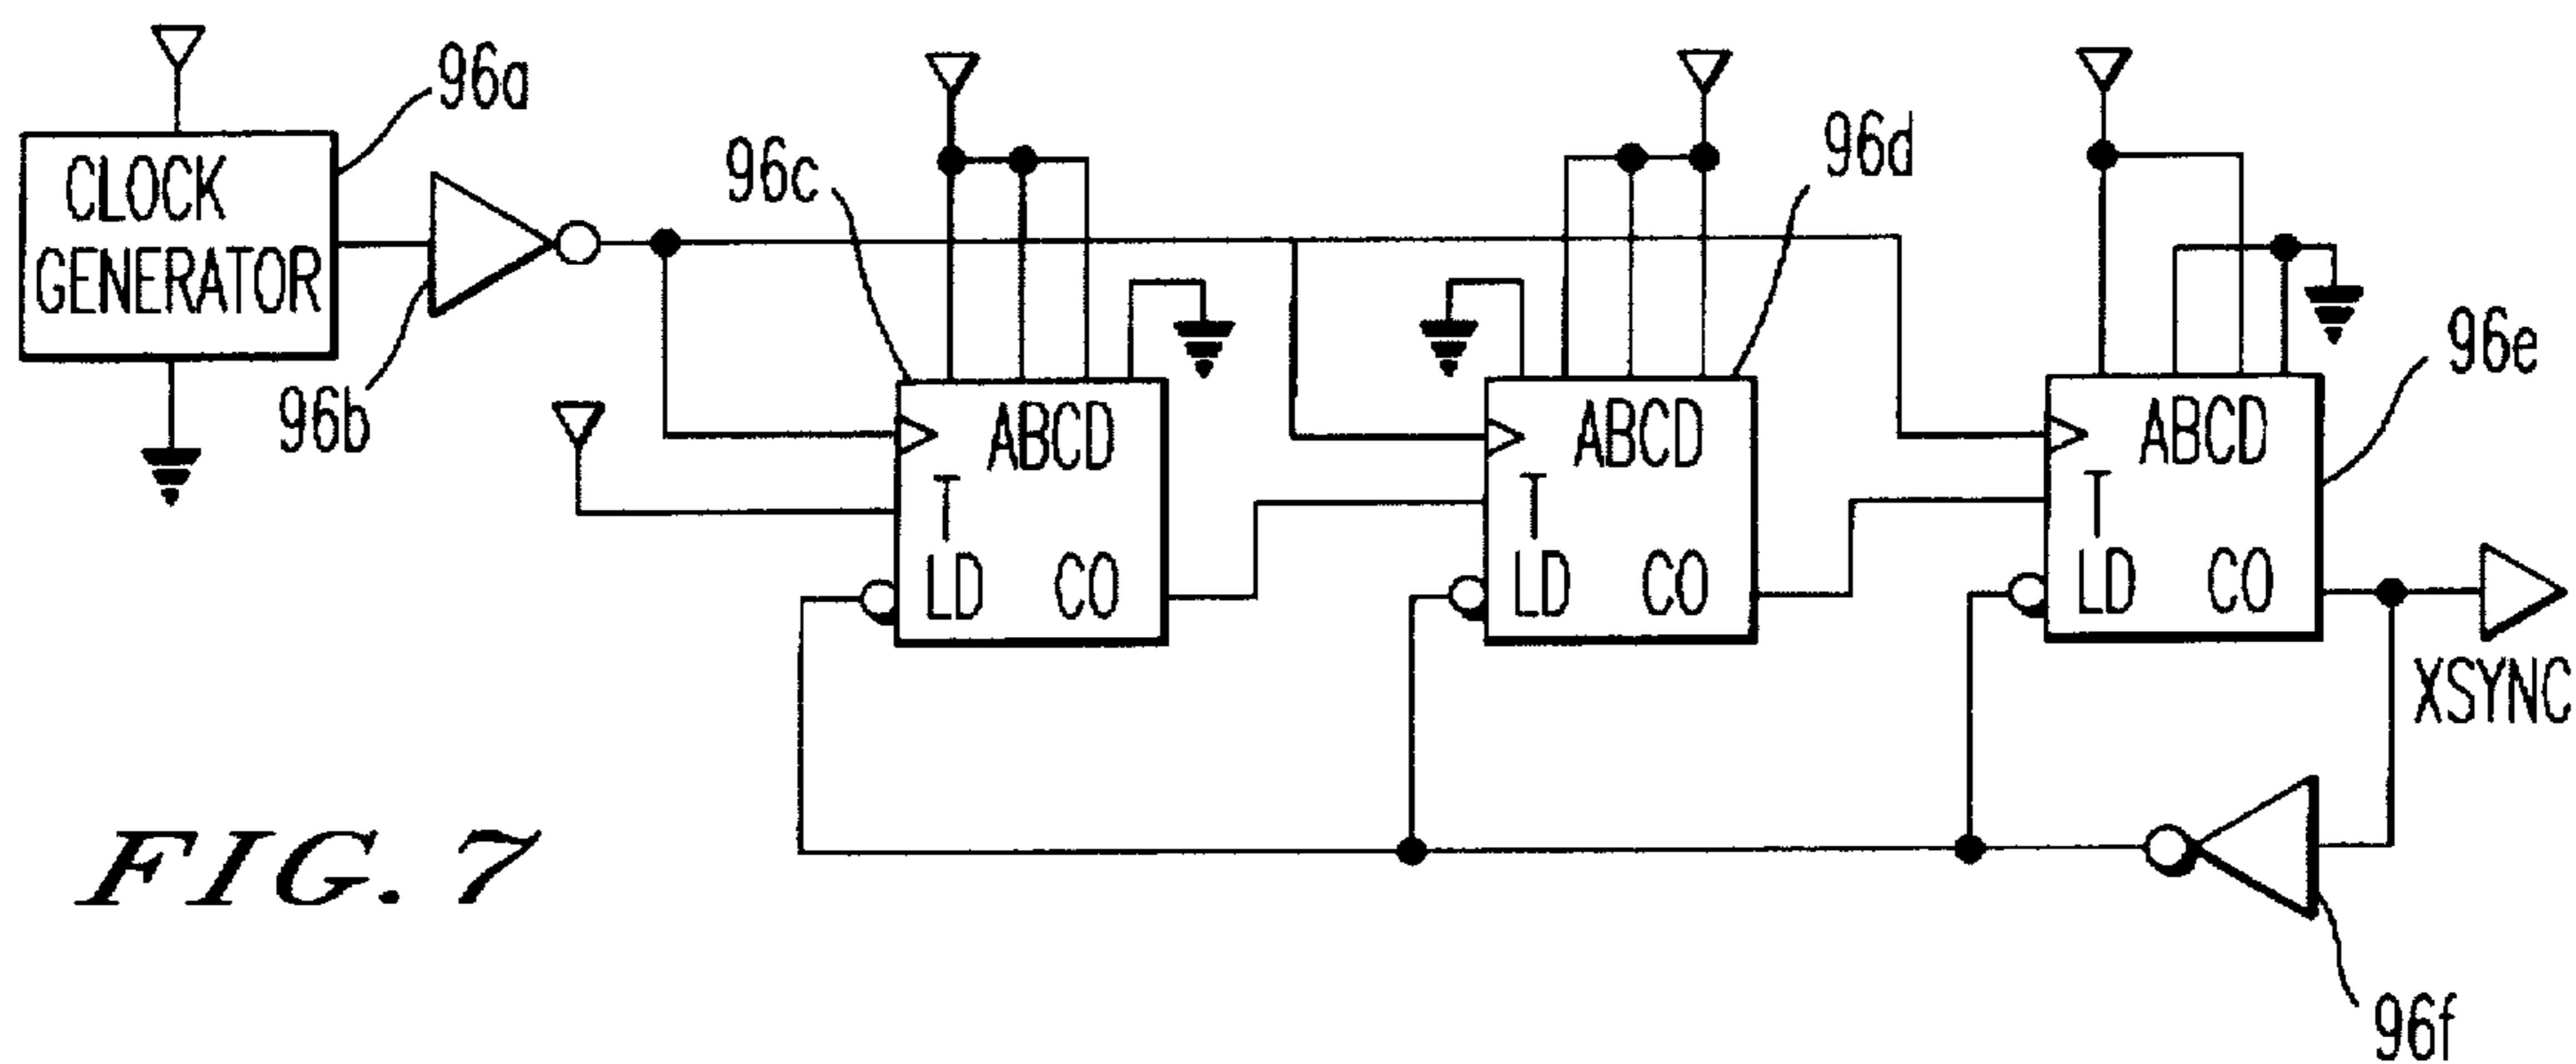 96a
CLOCK
GENERATOR
96b
96c
ABCD
T
LD CO
96d
ABCD
T
LD CO
96e
ABCD
T
LD CO
XSYNC
96f
FIG. 7